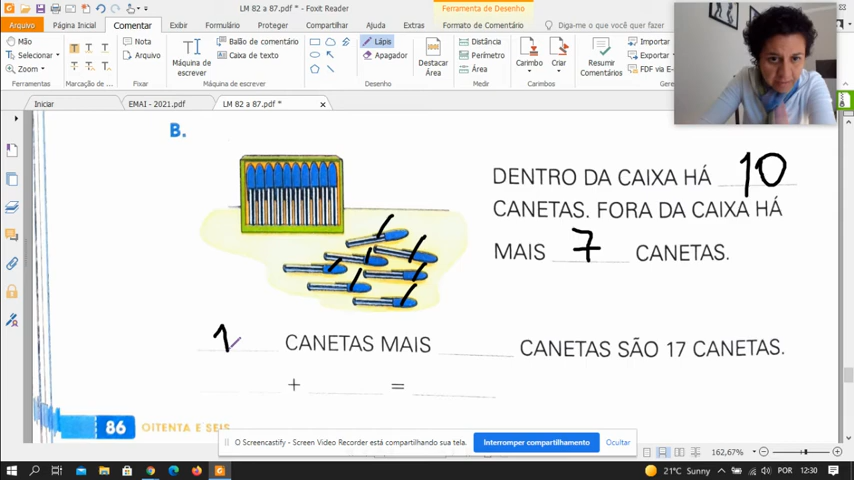 LM 82 a 87.pdf * - Foxit Reader
Ferramenta de Desenho
Arquivo Página Inicial Comentar Exibir Formulário Proteger Compartilhar Ajuda Extras Formato de Comentário Diga-me o que gostaria de f
Mão
Selecionar
Zoom
Ferramentas
Marcação de ...
Nota
Arquivo
Fixar
Máquina de escrever
Balão de comentário
Caixa de texto
Máquina de escrever
Lápis
Apagador
Desenho
Destacar Área
Distância
Perímetro
Área
Medir
Carimbo
Criar
Carimbos
Resumir Comentários
Importar
Exportar
FDF via E-
Gerenciar
Iniciar
EMAI - 2021.pdf
LM 82 a 87.pdf *
B.
DENTRO DA CAIXA HÁ 10
CANETAS. FORA DA CAIXA HÁ
MAIS 7 CANETAS.
1 CANETAS MAIS CANETAS SÃO 17 CANETAS.
+ =
86 OITENTA E SEIS
O Screencastify - Screen Video Recorder está compartilhando sua tela.
Interromper compartilhamento
Ocultar
162,67%
21°C Sunny
POR
12:30